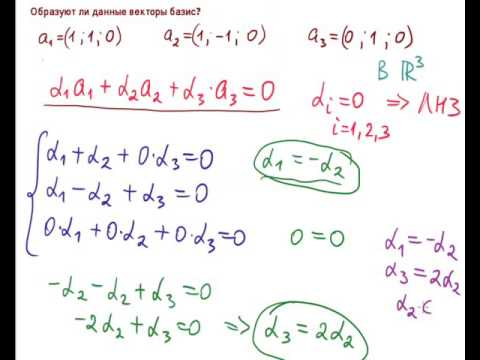 Образуют ли данные векторы базис?
a₁=(1;1;0) a₂=(1;-1;0) a₃=(0;1;0)
в ℝ³
α₁a₁+α₂a₂+α₃·a₃=0
αᵢ=0 => ЛНЗ
i=1,2,3
α₁+α₂+0·α₃=0
α₁=-α₂
α₁-α₂+α₃=0
0·α₁+0·α₂+0·α₃=0
0=0
α₁=-α₂
α₃=2α₂
α₂·∈
-α₂-α₂+α₃=0
-2α₂+α₃=0 => α₃=2α₂